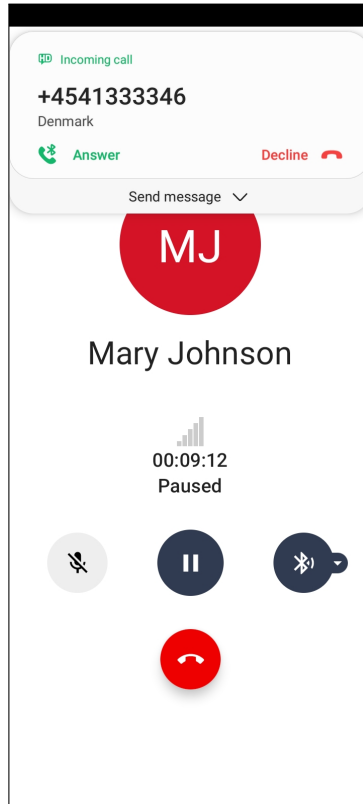 HD Incoming call
+4541333346
Denmark
Answer
Decline
Send message
MJ
Mary Johnson
00:09:12
Paused